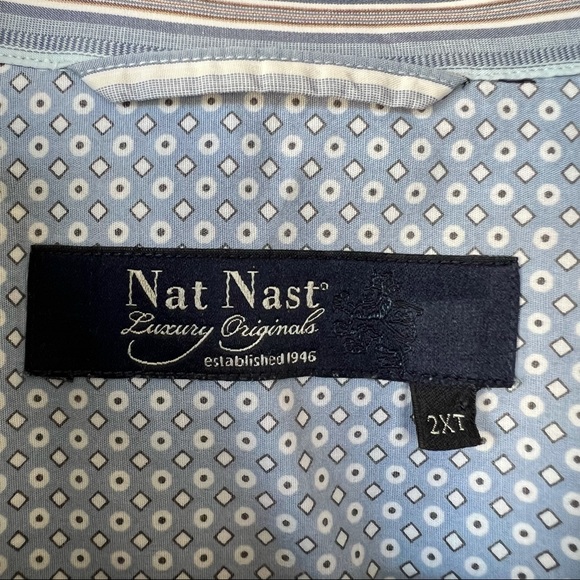 Nat Nast
Luxury Originals
established 1946
2XT